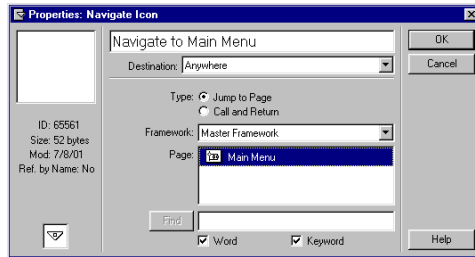 Properties: Navigate Icon
Navigate to Main Menu
OK
Destination: Anywhere
Cancel
Type: Jump to Page
Call and Return
ID: 65561
Size: 52 bytes
Mod: 7/8/01
Ref. by Name: No
Framework: Master Framework
Page: Main Menu
Find
Word Keyword
Help